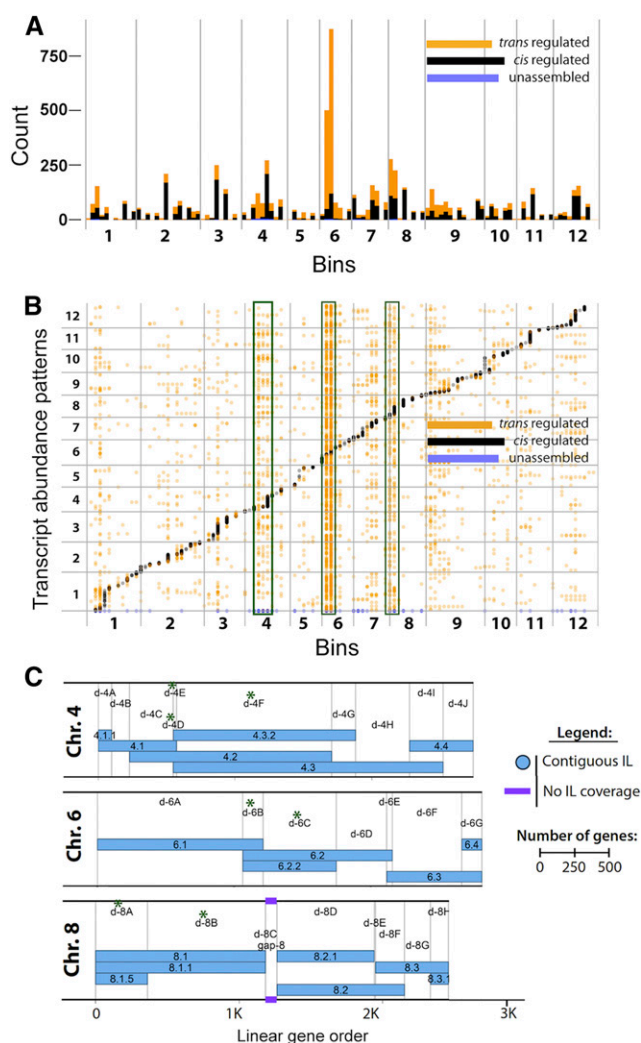 A
Count
750
500
250
0
trans regulated
cis regulated
unassembled
1 2 3 4 5 6 7 8 9 10 11 12
Bins
B
Transcript abundance patterns
12
11
10
9
8
7
6
5
4
3
2
1
trans regulated
cis regulated
unassembled
1 2 3 4 5 6 7 8 9 10 11 12
Bins
C
Chr. 4
d-4A
d-4B
d-4C
*
d-4E
*
d-4D
*
d-4F
d-4G
d-4H
d-4I
d-4J
4.1.1
4.3.2
4.1
4.4
4.2
4.3
Chr. 6
d-6A
*
d-6B
*
d-6C
d-6D
d-6E
d-6F
d-6G
6.1
6.4
6.2
6.2.2
6.3
Chr. 8
*
d-8A
*
d-8B
d-8C
gap-8
d-8D
d-8E
d-8F
d-8G
d-8H
8.1
8.2.1
8.1.1
8.3
8.1.5
8.2
8.3.1
0 1K 2K 3K
Linear gene order
Legend:
Contiguous IL
No IL coverage
Number of genes:
0 250 500